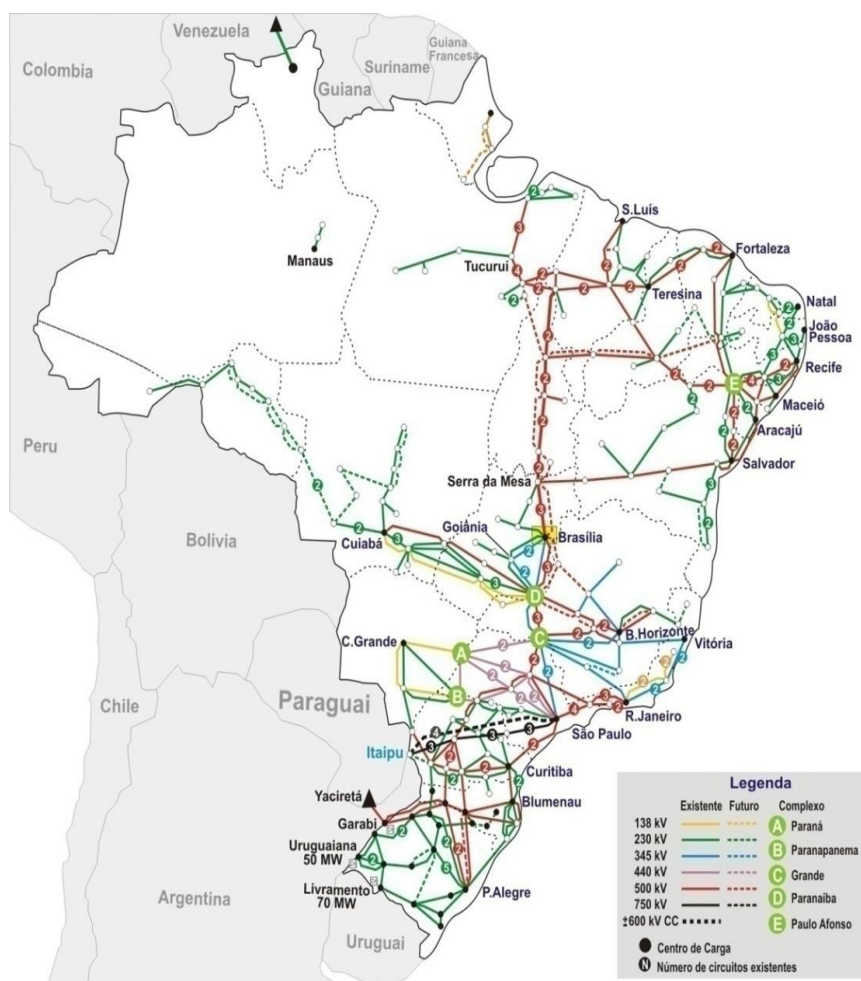 Venezuela
Colombia
Suriname
Guiana
Francesa
Guiana
Manaus
Tucuruí
S.Luís
Fortaleza
Teresina
Natal
João
Pessoa
Recife
E
Maceió
Aracajú
Salvador
Peru
Bolívia
Serra da Mesa
Goiânia
Brasília
Cuiabá
D
C.Grande
A
C
B.Horizonte
Vitória
B
Chile
Paraguai
R.Janeiro
São Paulo
Itaipu
Curitiba
Yaciretá
Blumenau
Garabi
Uruguaiana
50 MW
Livramento
70 MW
P.Alegre
Argentina
Uruguai
Legenda
Existente Futuro Complexo
138 kV A Paraná
230 kV B Paranapanema
345 kV
440 kV C Grande
500 kV D Paranaíba
750 kV
±600 kV CC E Paulo Afonso
Centro de Carga
N Número de circuitos existentes